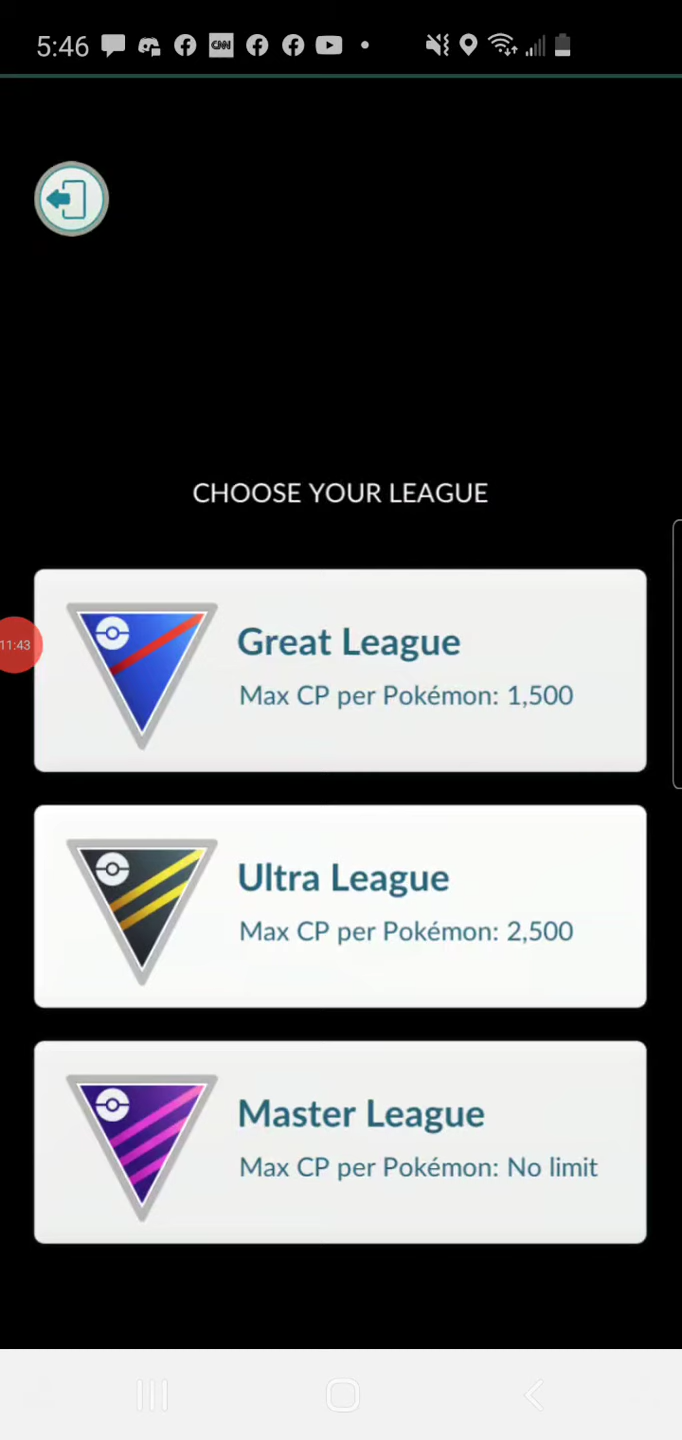 5:46
CNN
CHOOSE YOUR LEAGUE
Great League
Max CP per Pokémon: 1,500
11:43
Ultra League
Max CP per Pokémon: 2,500
Master League
Max CP per Pokémon: No limit